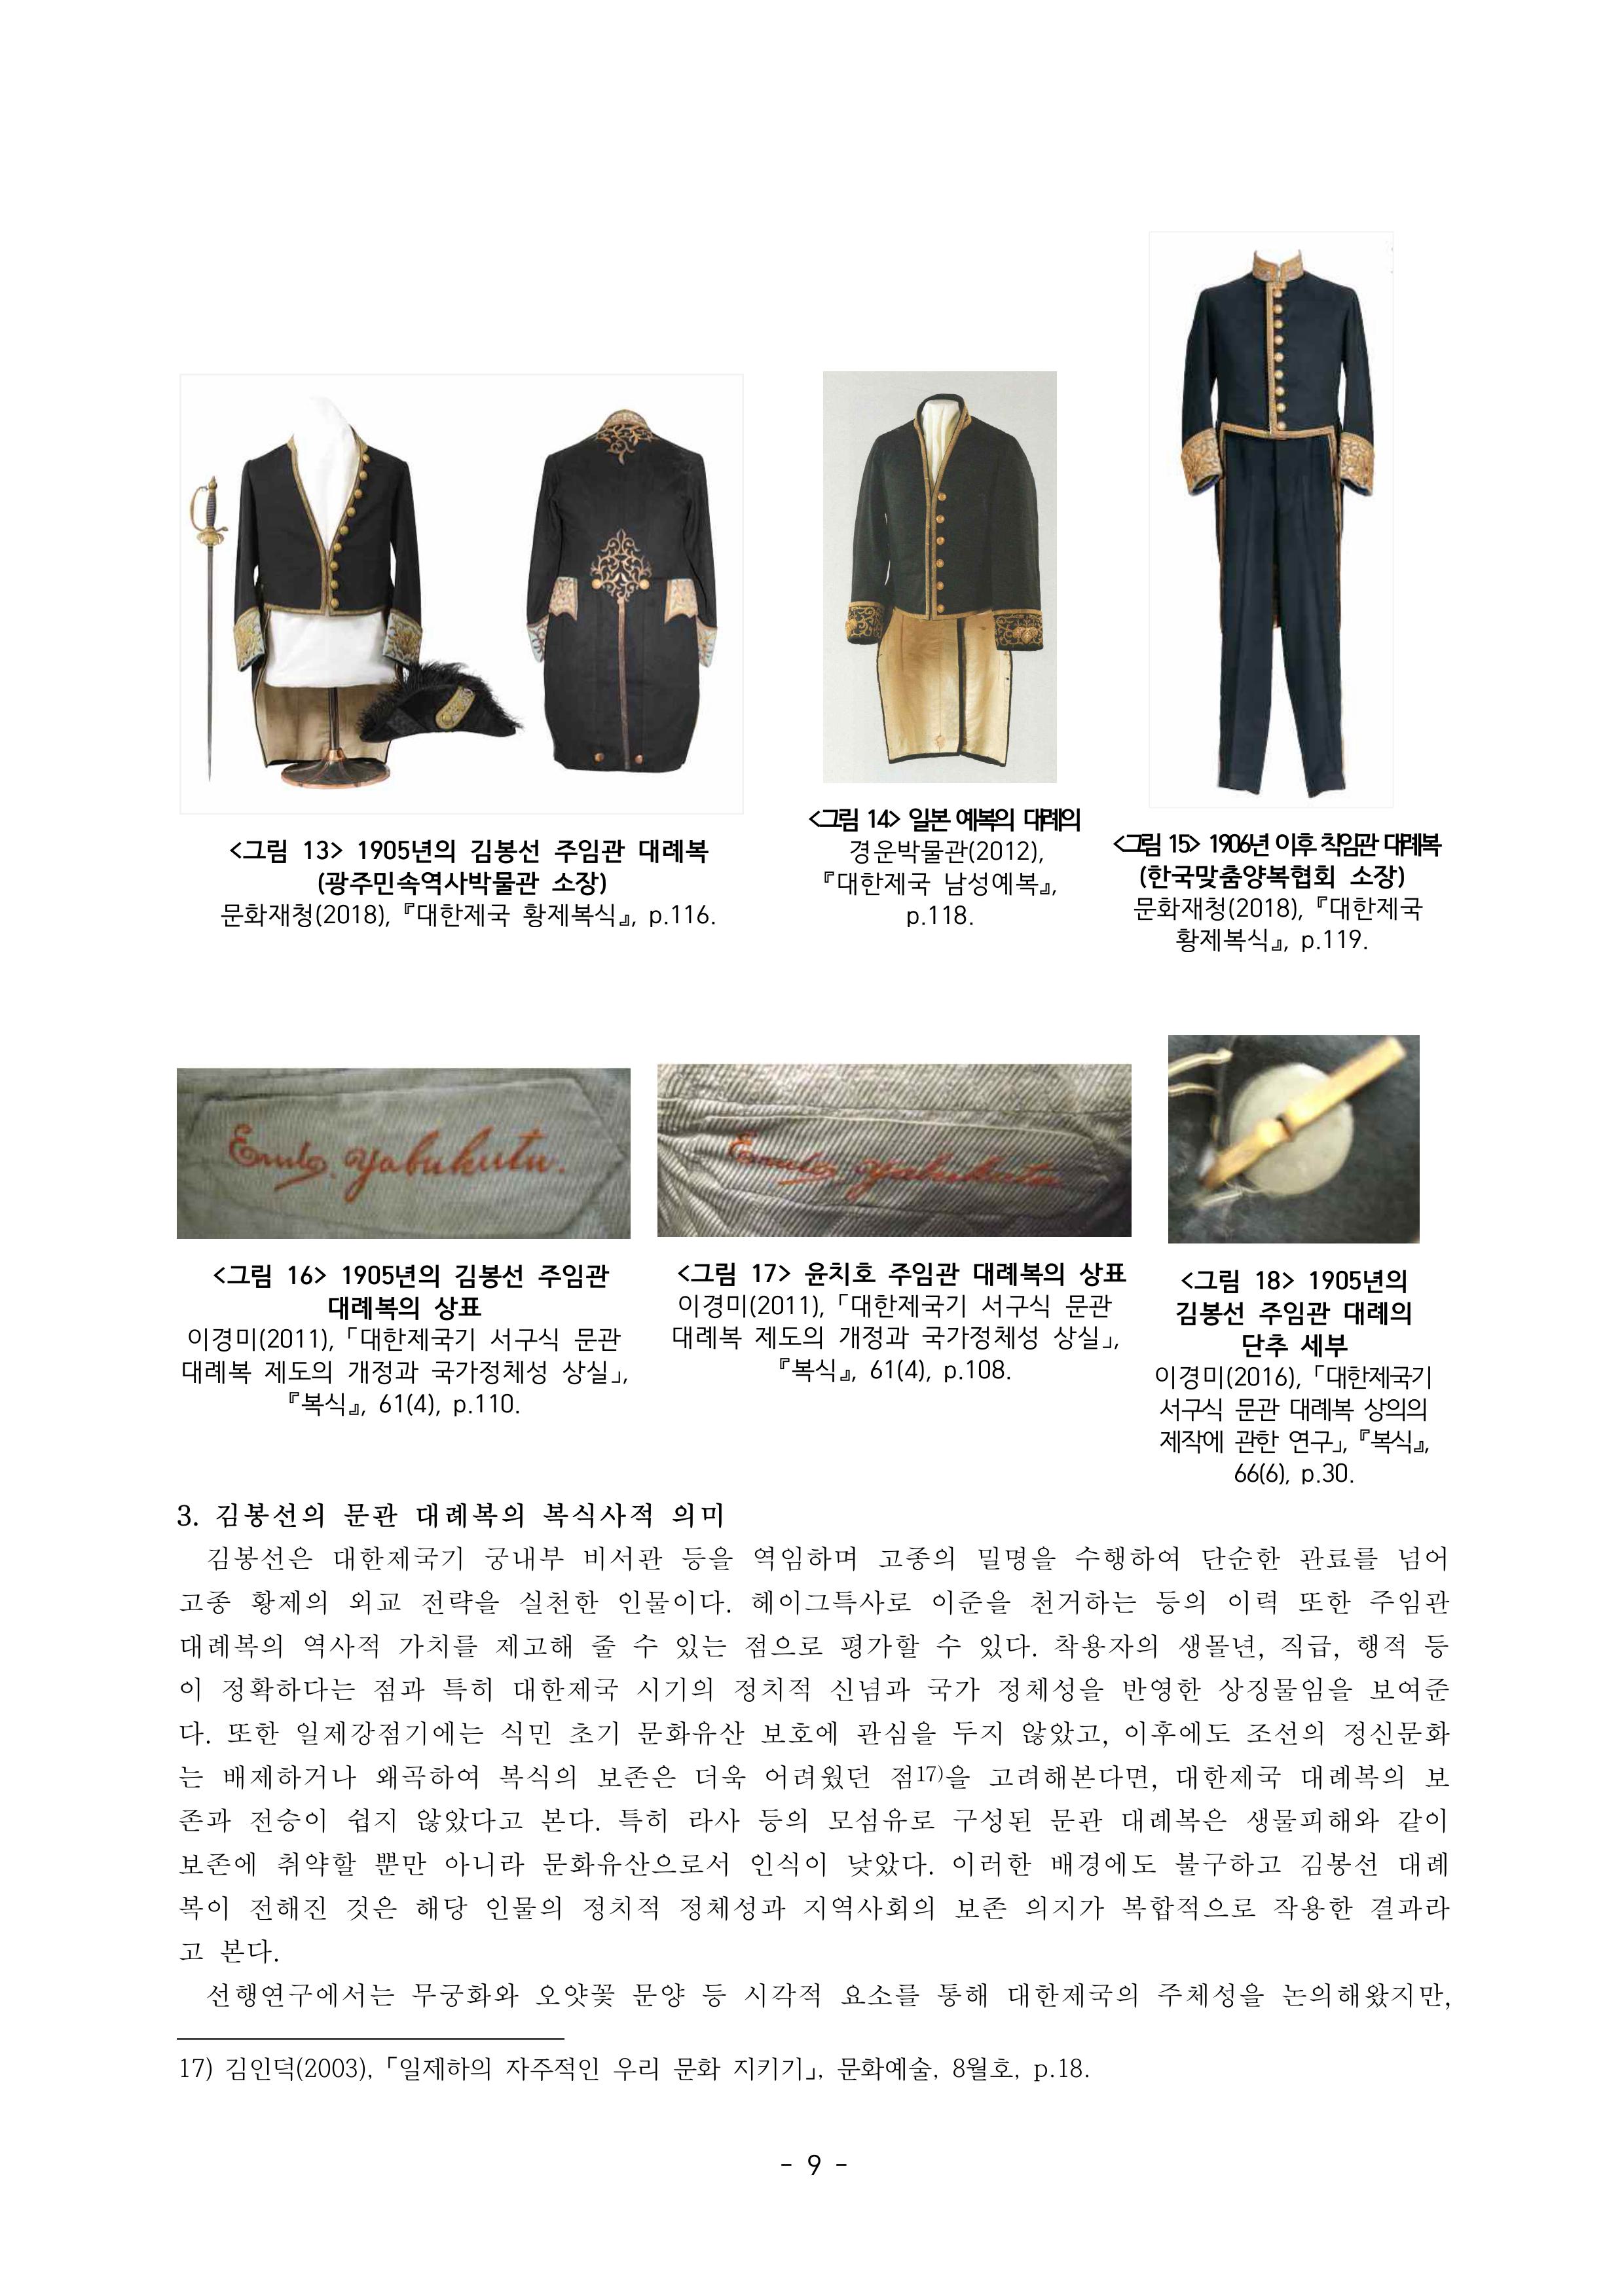 <그림 13> 1905년의 김봉선 주임관 대례복
(광주민속역사박물관 소장)
문화재청(2018), 『대한제국 황제복식』, p.116.
<그림 14> 일본 예복의 대례의
경운박물관(2012),
『대한제국 남성예복』,
p.118.
<그림 15> 1906년 이후 칙임관 대례복
(한국맞춤양복협회 소장)
문화재청(2018), 『대한제국
황제복식』, p.119.
<그림 16> 1905년의 김봉선 주임관
대례복의 상표
이경미(2011), 「대한제국기 서구식 문관
대례복 제도의 개정과 국가정체성 상실」,
『복식』, 61(4), p.110.
<그림 17> 윤치호 주임관 대례복의 상표
이경미(2011), 「대한제국기 서구식 문관
대례복 제도의 개정과 국가정체성 상실」,
『복식』, 61(4), p.108.
<그림 18> 1905년의
김봉선 주임관 대례의
단추 세부
이경미(2016), 「대한제국기
서구식 문관 대례복 상의의
제작에 관한 연구」, 『복식』,
66(6), p.30.
3. 김봉선의 문관 대례복의 복식사적 의미
김봉선은 대한제국기 궁내부 비서관 등을 역임하며 고종의 밀명을 수행하여 단순한 관료를 넘어
고종 황제의 외교 전략을 실천한 인물이다. 헤이그특사로 이준을 천거하는 등의 이력 또한 주임관
대례복의 역사적 가치를 제고해 줄 수 있는 점으로 평가할 수 있다. 착용자의 생몰년, 직급, 행적 등
이 정확하다는 점과 특히 대한제국 시기의 정치적 신념과 국가 정체성을 반영한 상징물임을 보여준
다. 또한 일제강점기에는 식민 초기 문화유산 보호에 관심을 두지 않았고, 이후에도 조선의 정신문화
는 배제하거나 왜곡하여 복식의 보존은 더욱 어려웠던 점17)을 고려해본다면, 대한제국 대례복의 보
존과 전승이 쉽지 않았다고 본다. 특히 라사 등의 모섬유로 구성된 문관 대례복은 생물피해와 같이
보존에 취약할 뿐만 아니라 문화유산으로서 인식이 낮았다. 이러한 배경에도 불구하고 김봉선 대례
복이 전해진 것은 해당 인물의 정치적 정체성과 지역사회의 보존 의지가 복합적으로 작용한 결과라
고 본다.
선행연구에서는 무궁화와 오얏꽃 문양 등 시각적 요소를 통해 대한제국의 주체성을 논의해왔지만,
17) 김인덕(2003), 「일제하의 자주적인 우리 문화 지키기」, 문화예술, 8월호, p.18.
- 9 -